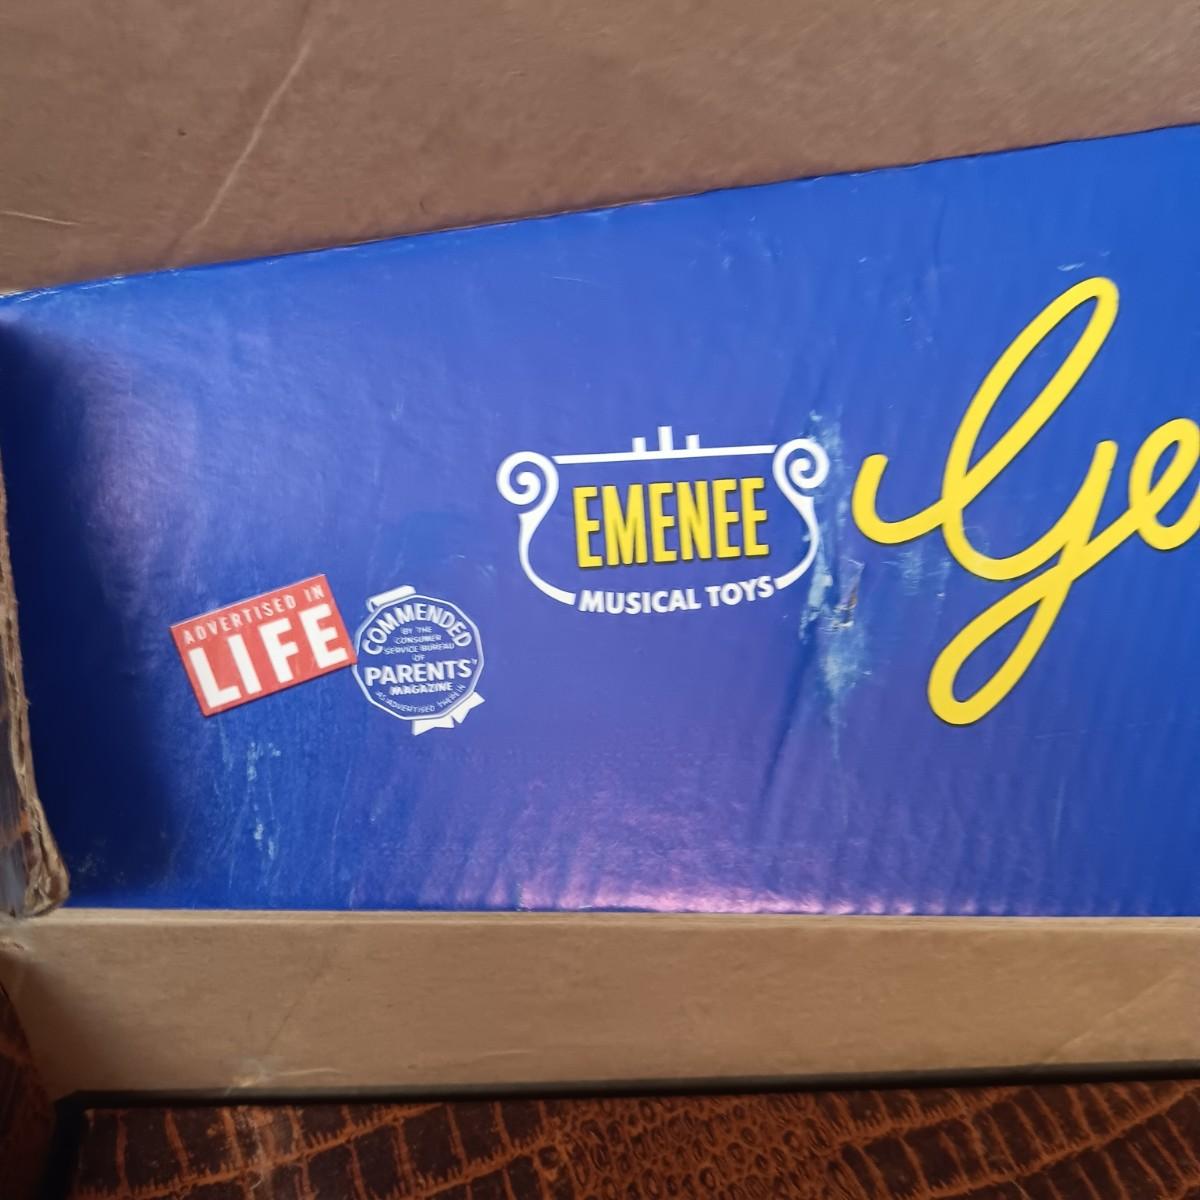 ADVERTISED IN
LIFE
COMMENDED
BY THE
CONSUMER
SERVICE BUREAU
OF
PARENTS'
MAGAZINE
AS ADVERTISED THEREIN
EMENEE
MUSICAL TOYS
Ge